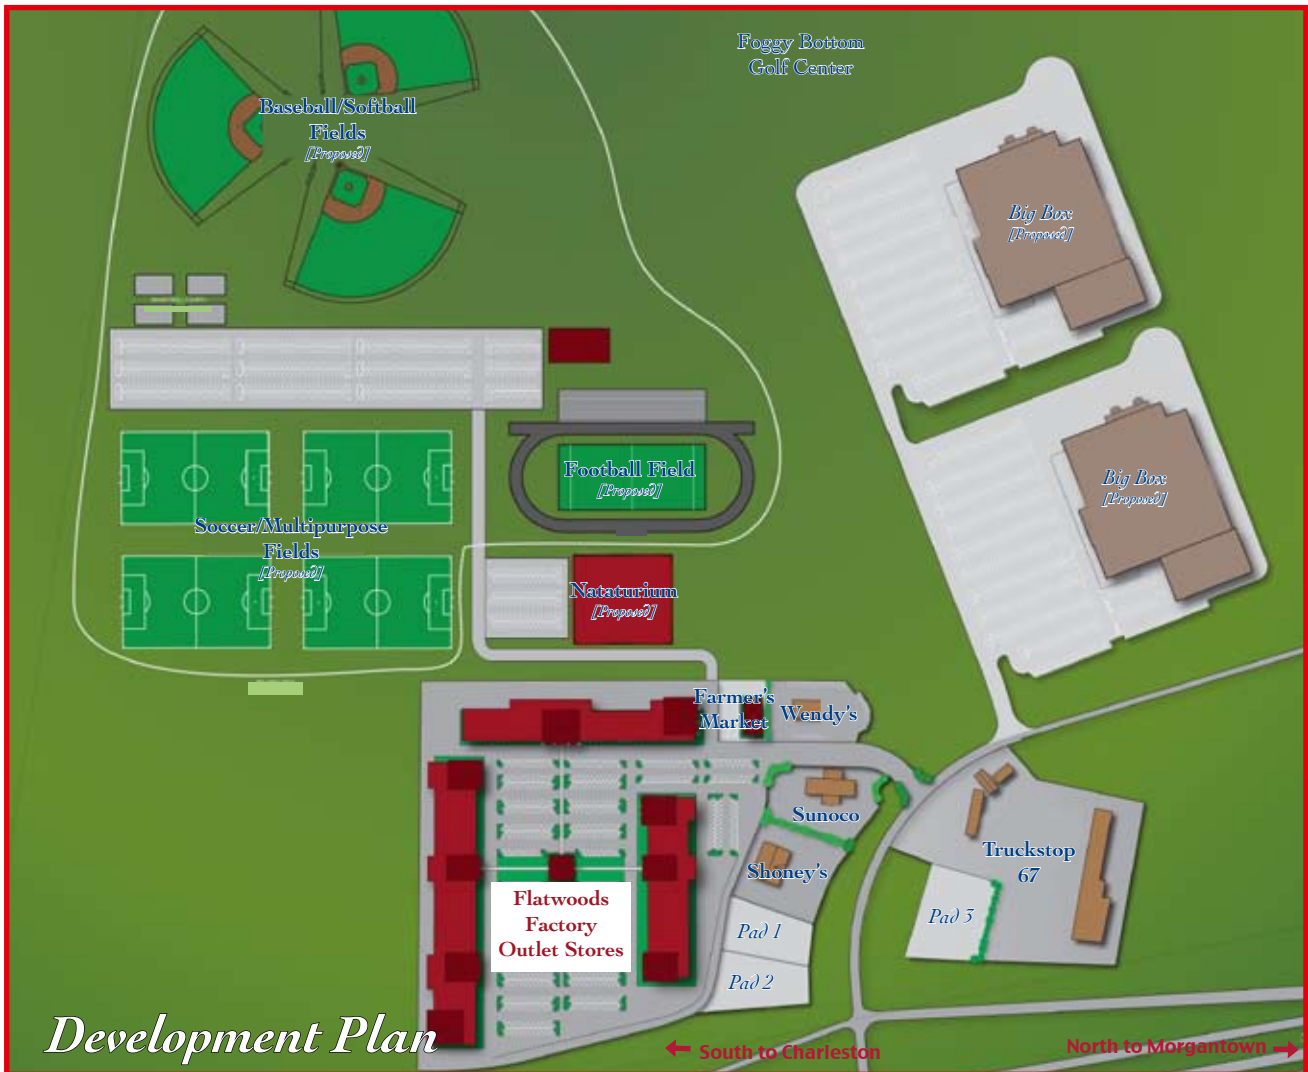 Foggy Bottom
Golf Center
Baseball/Softball
Fields
[Proposed]
Big Box
[Proposed]
Football Field
[Proposed]
Big Box
[Proposed]
Soccer/Multipurpose
Fields
[Proposed]
Nataturium
[Proposed]
Farmer's
Market
Wendy's
Sunoco
Shoney's
Truckstop
67
Flatwoods
Factory
Outlet Stores
Pad 1
Pad 2
Pad 3
Development Plan
South to Charleston
North to Morgantown